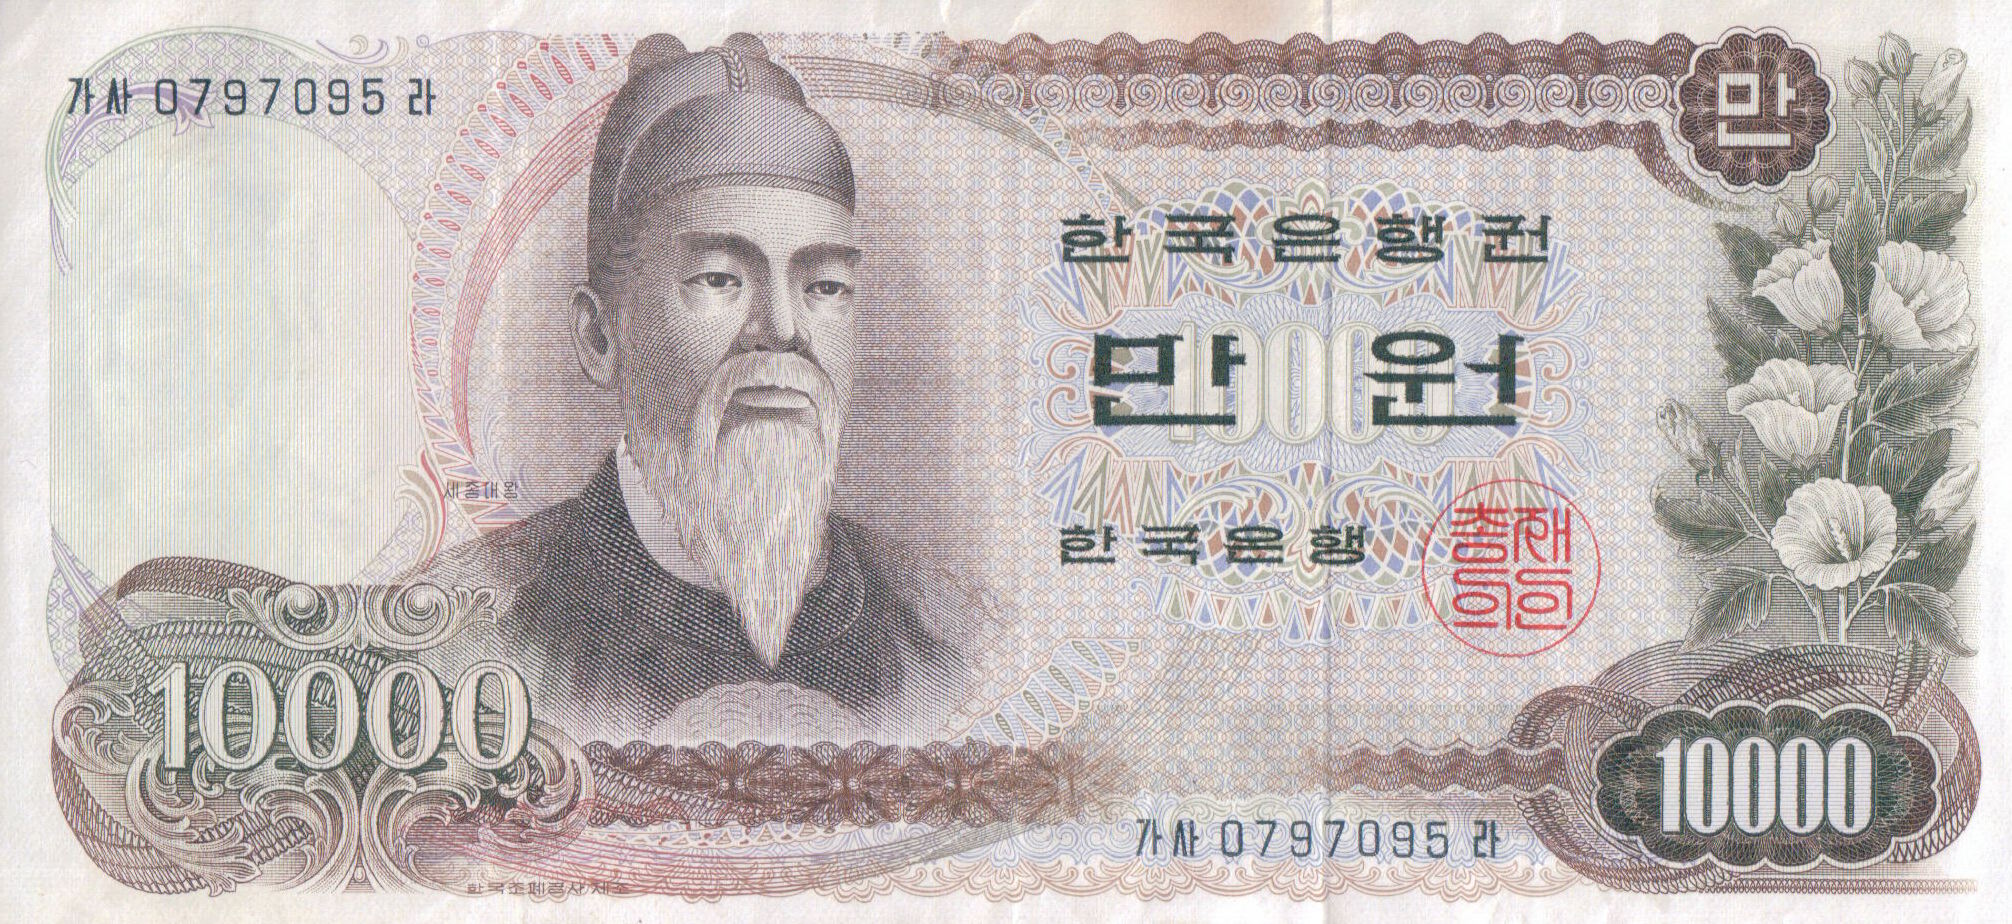 가사 0797095 라
만
한국은행권
10000
만 원
세종대왕
한국은행
총재의인
10000
10000
가사 0797095 라
한국조폐공사제조